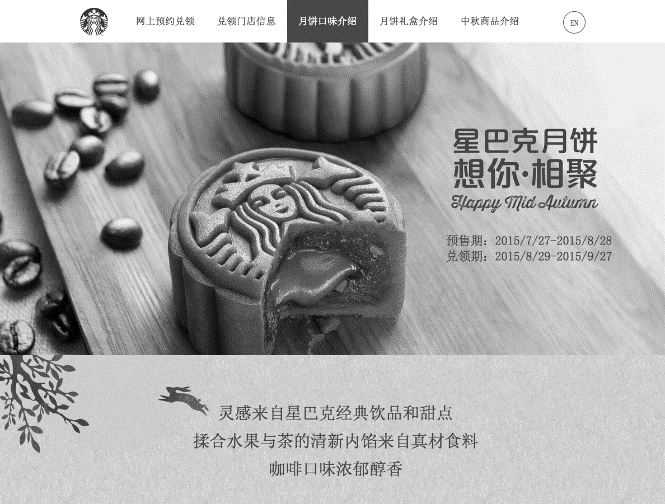 网上预约兑领
兑领门店信息
月饼口味介绍
月饼礼盒介绍
中秋商品介绍
EN
星巴克月饼
想你·相聚
Happy Mid Autumn
预售期：2015/7/27-2015/8/28
兑领期：2015/8/29-2015/9/27
灵感来自星巴克经典饮品和甜点
揉合水果与茶的清新内馅来自真材食料
咖啡口味浓郁醇香